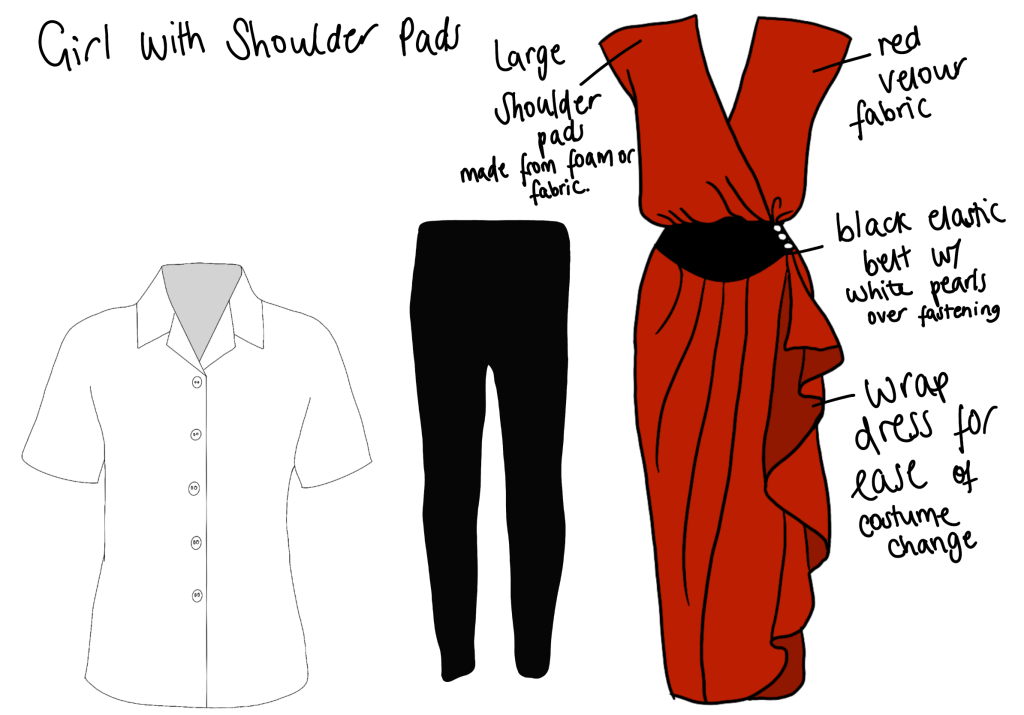 Girl with Shoulder Pads
Large
Shoulder
pads
made from foam or
fabric.
red
velour
fabric
black elastic
belt w/
white pearls
over fastening
wrap
dress for
ease of
costume
change